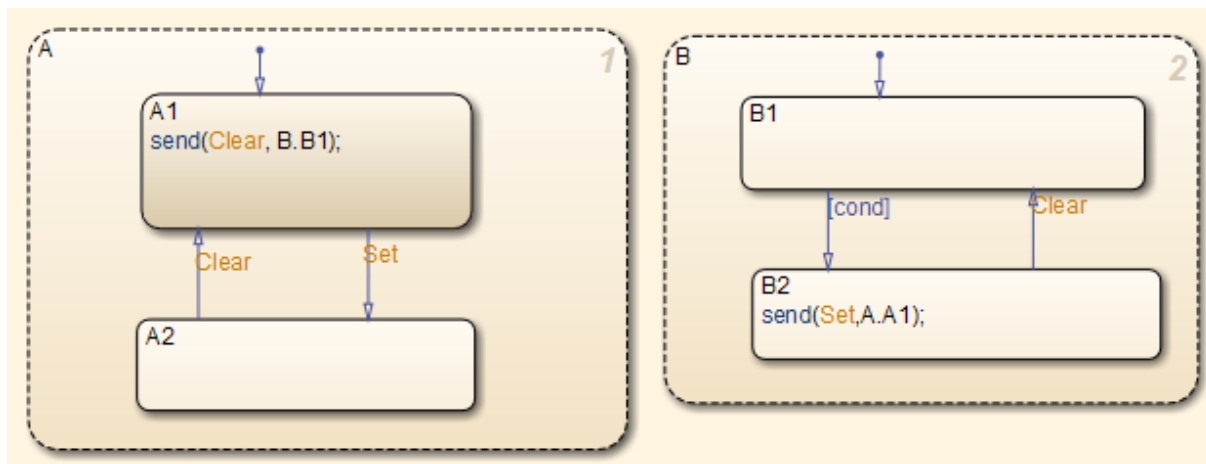 A
1
A1
send(Clear, B.B1);
Clear
Set
A2
B
2
B1
[cond]
Clear
B2
send(Set,A.A1);